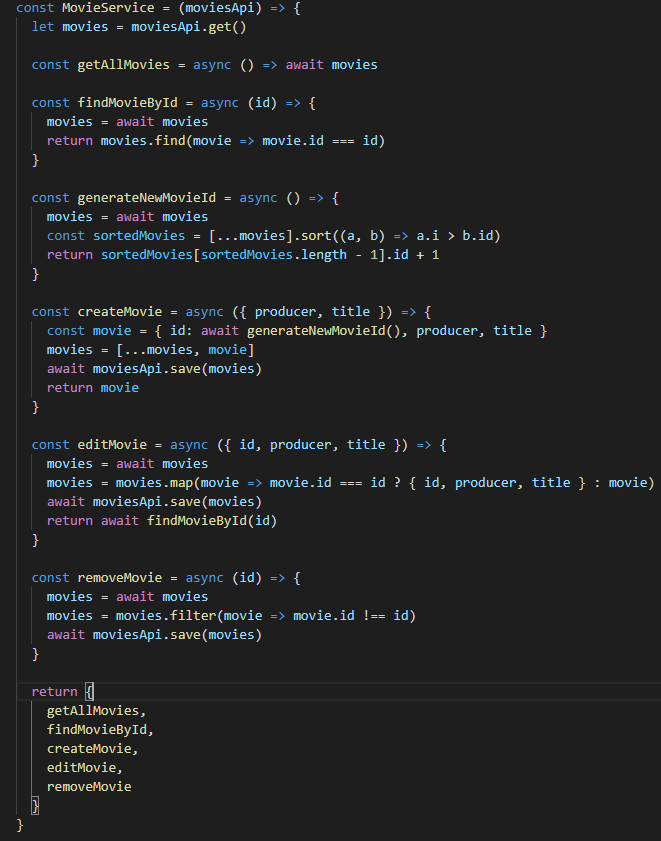 const MovieService = (moviesApi) => {
  let movies = moviesApi.get()

  const getAllMovies = async () => await movies

  const findMovieById = async (id) => {
    movies = await movies
    return movies.find(movie => movie.id === id)
  }

  const generateNewMovieId = async () => {
    movies = await movies
    const sortedMovies = [...movies].sort((a, b) => a.i > b.id)
    return sortedMovies[sortedMovies.length - 1].id + 1
  }

  const createMovie = async ({ producer, title }) => {
    const movie = { id: await generateNewMovieId(), producer, title }
    movies = [...movies, movie]
    await moviesApi.save(movies)
    return movie
  }

  const editMovie = async ({ id, producer, title }) => {
    movies = await movies
    movies = movies.map(movie => movie.id === id ? { id, producer, title } : movie)
    await moviesApi.save(movies)
    return await findMovieById(id)
  }

  const removeMovie = async (id) => {
    movies = await movies
    movies = movies.filter(movie => movie.id !== id)
    await moviesApi.save(movies)
  }

  return {
    getAllMovies,
    findMovieById,
    createMovie,
    editMovie,
    removeMovie
  }
}